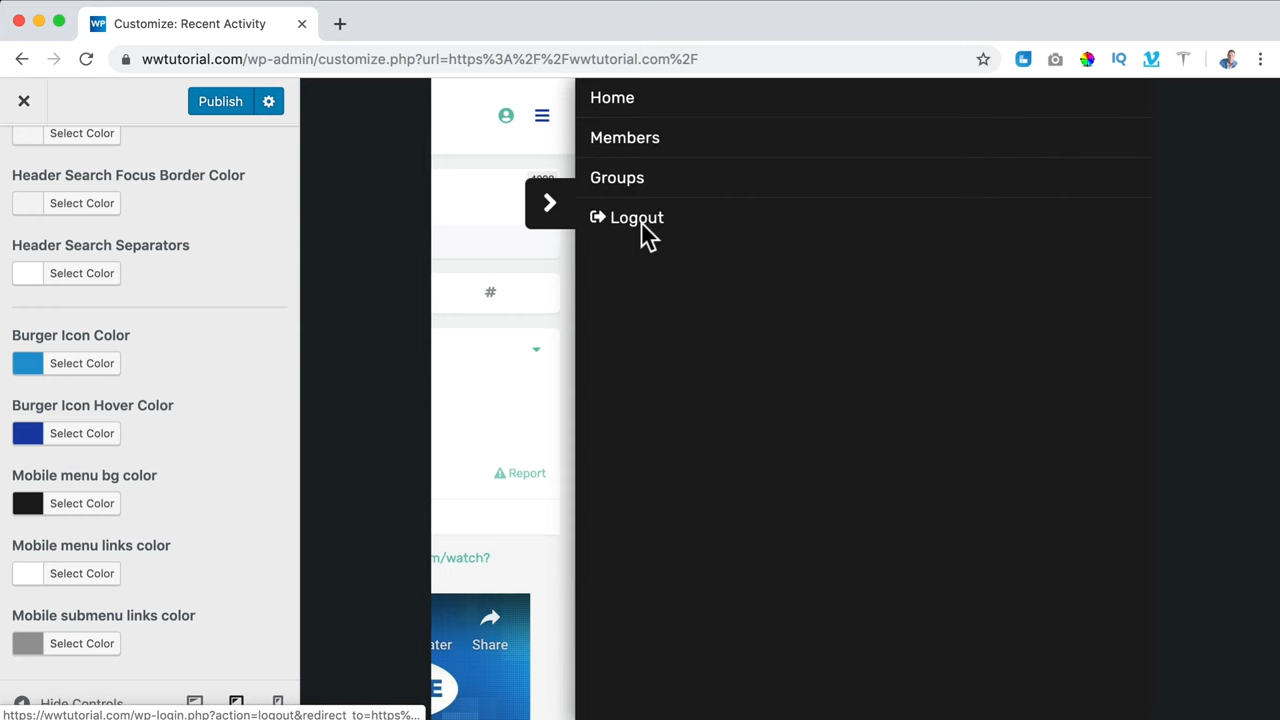 WP Customize: Recent Activity
wwtutorial.com/wp-admin/customize.php?url=https%3A%2F%2Fwwtutorial.com%2F
IQ
Publish
Select Color
Header Search Focus Border Color
Select Color
Header Search Separators
Select Color
Burger Icon Color
Select Color
Burger Icon Hover Color
Select Color
Mobile menu bg color
Select Color
Mobile menu links color
Select Color
Mobile submenu links color
Select Color
Hide Controls
https://wwtutorial.com/wp-login.php?action=logout&redirect_to=https%...
#
Report
m/watch?
ater
Share
E
Home
Members
Groups
Logout